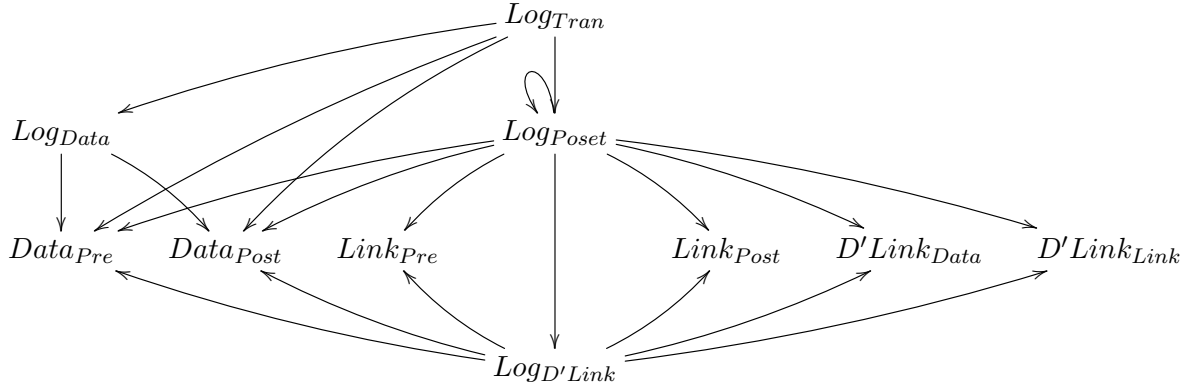 Log_{Tran}
Log_{Data} Log_{Poset}
Data_{Pre} Data_{Post} Link_{Pre} Link_{Post} D'Link_{Data} D'Link_{Link}
Log_{D'Link}